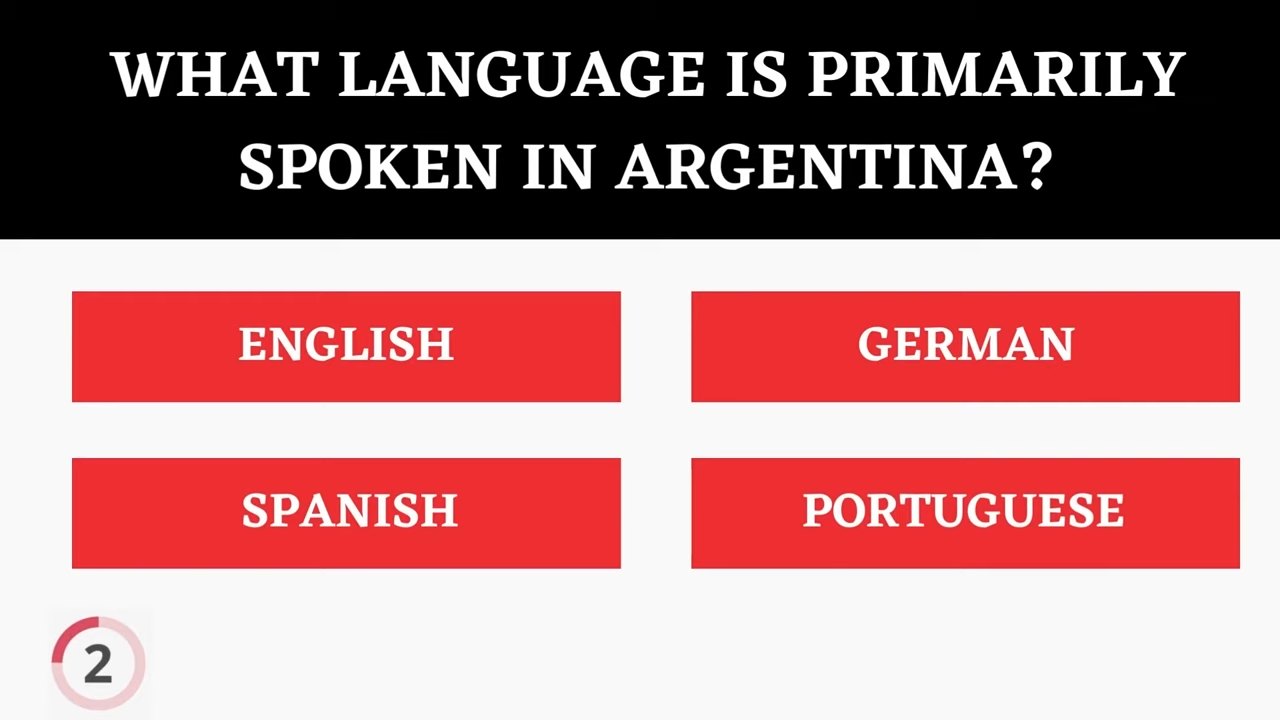 WHAT LANGUAGE IS PRIMARILY
SPOKEN IN ARGENTINA?
ENGLISH
GERMAN
SPANISH
PORTUGUESE
2